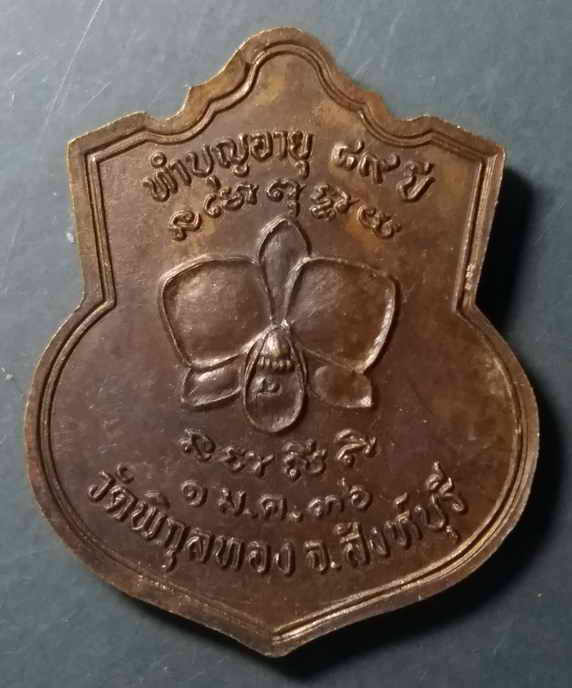 ทำบุญอายุ ๘๙ ปี
๑ ม.ค. ๓๖
วัดพิกุลทอง จ.สิงห์บุรี